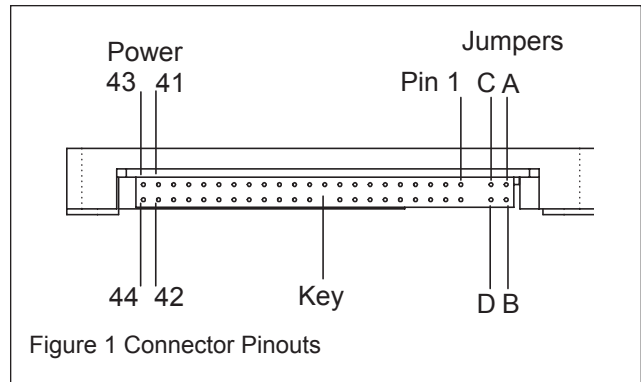 Power
Jumpers
43 41
Pin 1 C A
44 42
Key
D B
Figure 1 Connector Pinouts